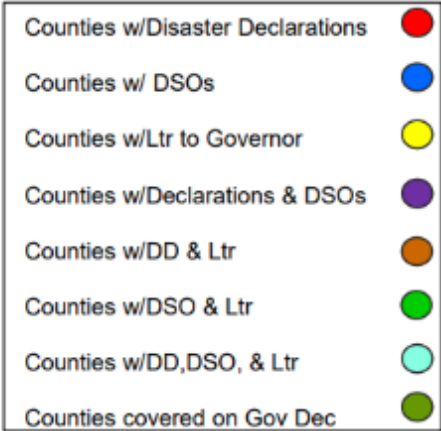 Counties w/Disaster Declarations
Counties w/ DSOs
Counties w/Ltr to Governor
Counties w/Declarations & DSOs
Counties w/DD & Ltr
Counties w/DSO & Ltr
Counties w/DD,DSO, & Ltr
Counties covered on Gov Dec